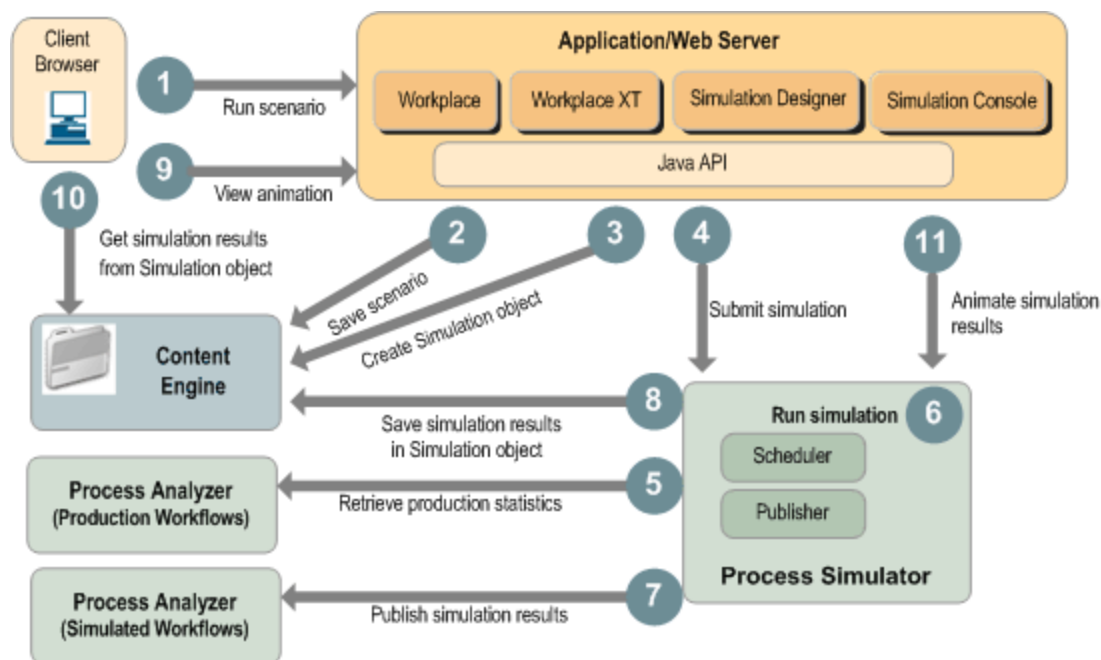 Client
Browser
Application/Web Server
1
Run scenario
Workplace
Workplace XT
Simulation Designer
Simulation Console
Java API
9
View animation
10
Get simulation results
from Simulation object
2
Save scenario
3
Create Simulation object
4
Submit simulation
11
Animate simulation
results
Content
Engine
8
Save simulation results
in Simulation object
Run simulation
6
Scheduler
Publisher
Process Simulator
Process Analyzer
(Production Workflows)
5
Retrieve production statistics
Process Analyzer
(Simulated Workflows)
7
Publish simulation results